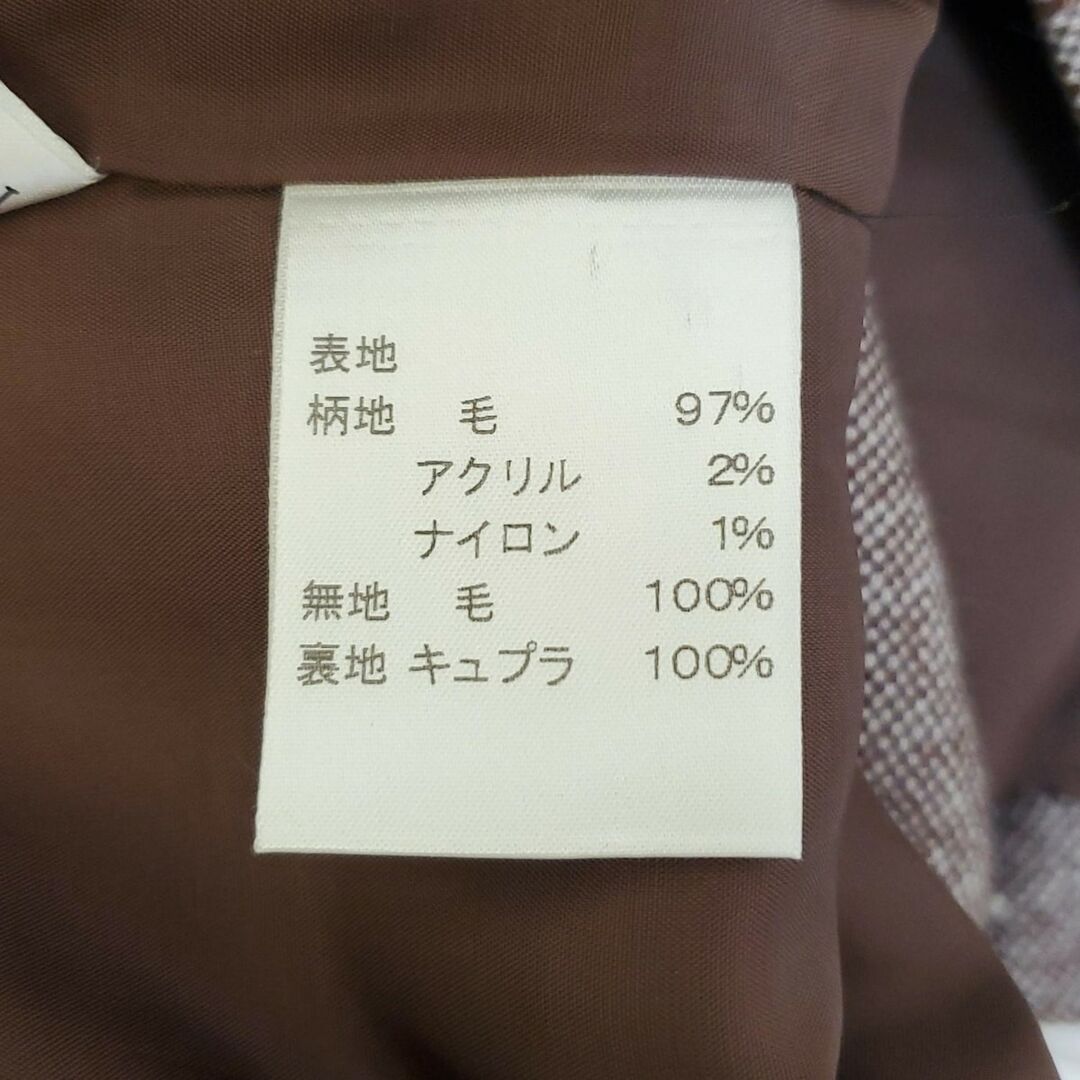 表地
柄地 毛 97%
アクリル 2%
ナイロン 1%
無地 毛 100%
裏地 キュプラ 100%